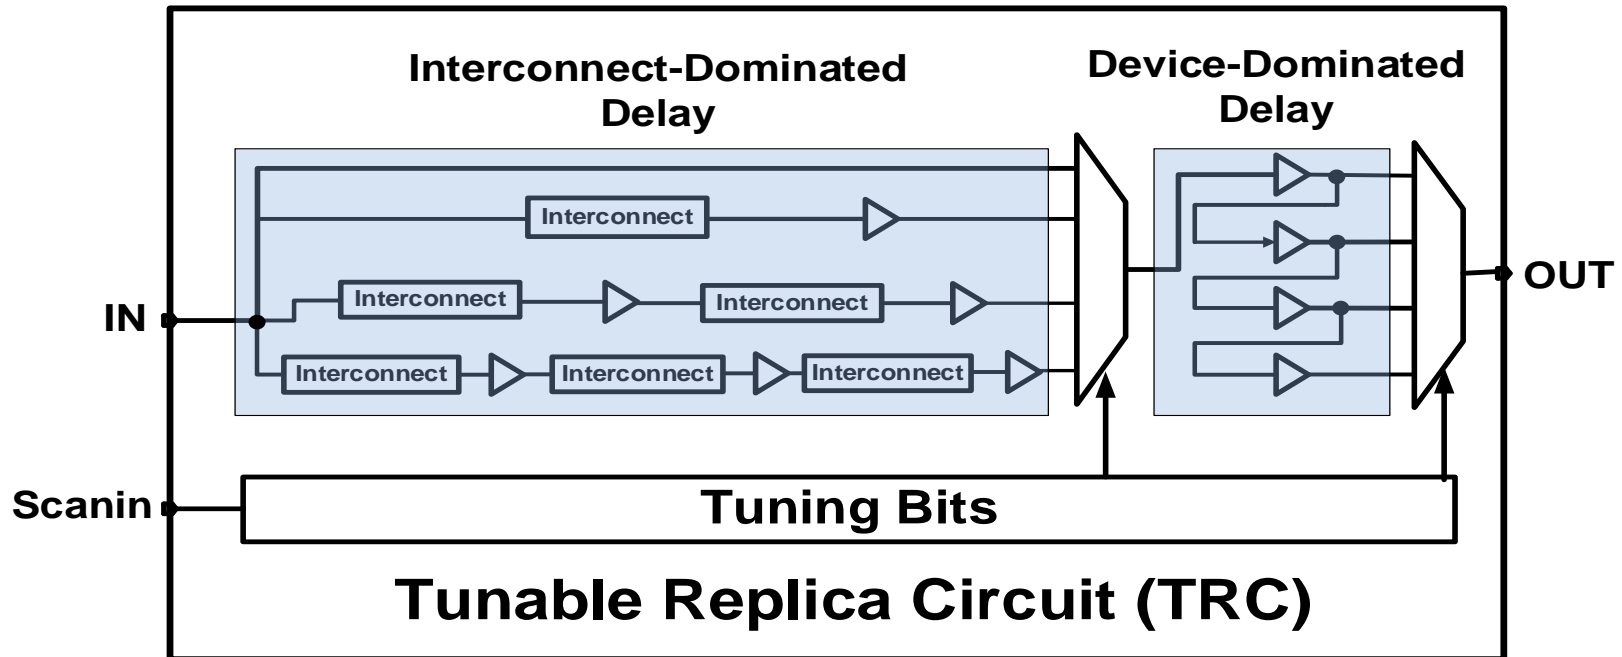 Interconnect-Dominated
Delay
Device-Dominated
Delay
Interconnect
Interconnect
Interconnect
IN
OUT
Interconnect
Interconnect
Interconnect
Scanin
Tuning Bits
Tunable Replica Circuit (TRC)